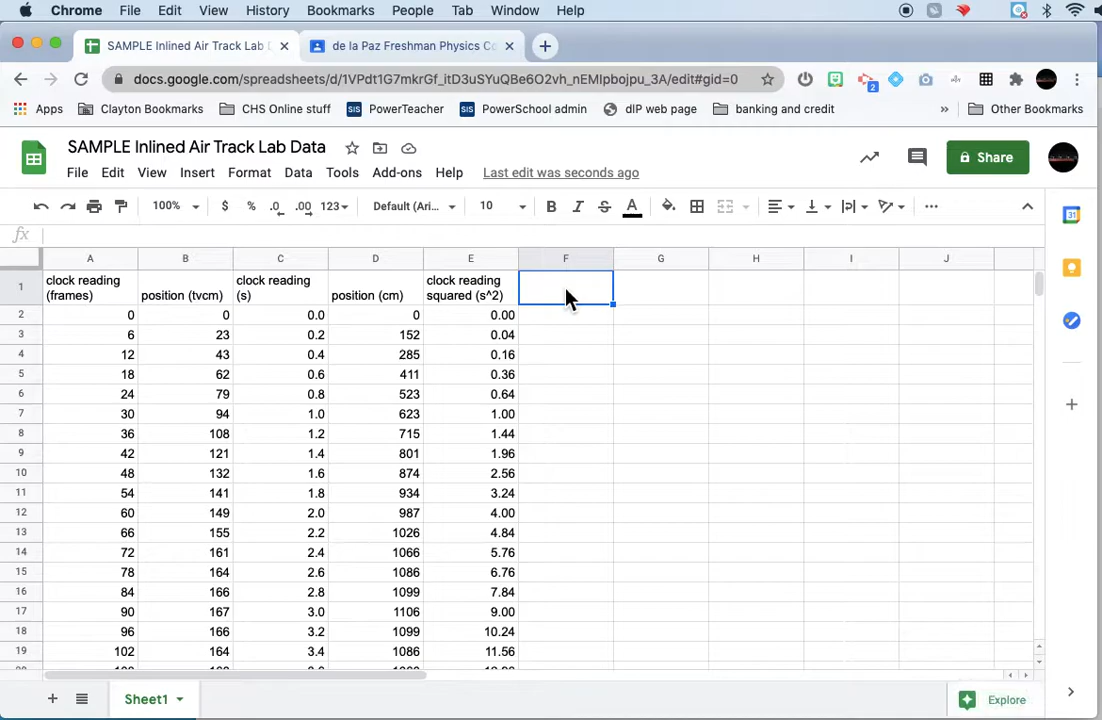 Chrome File Edit View History Bookmarks People Tab Window Help
SAMPLE Inlined Air Track Lab D × de la Paz Freshman Physics Co × +
docs.google.com/spreadsheets/d/1VPdt1G7mkrGf_itD3uSYuQBe6O2vh_nEMIpbojpu_3A/edit#gid=0
2
Apps Clayton Bookmarks CHS Online stuff SIS PowerTeacher SIS PowerSchool admin dlP web page banking and credit » Other Bookmarks
SAMPLE Inlined Air Track Lab Data
Share
File Edit View Insert Format Data Tools Add-ons Help Last edit was seconds ago
100% $ % .0 .00 123 Default (Ari... 10 B I S A
fx
31
A B C D E F G H I J
1 clock reading (frames) position (tvcm) clock reading (s) position (cm) clock reading squared (s^2)
2 0 0 0.0 0 0.00
3 6 23 0.2 152 0.04
4 12 43 0.4 285 0.16
5 18 62 0.6 411 0.36
6 24 79 0.8 523 0.64
7 30 94 1.0 623 1.00
8 36 108 1.2 715 1.44
9 42 121 1.4 801 1.96
10 48 132 1.6 874 2.56
11 54 141 1.8 934 3.24
12 60 149 2.0 987 4.00
13 66 155 2.2 1026 4.84
14 72 161 2.4 1066 5.76
15 78 164 2.6 1086 6.76
16 84 166 2.8 1099 7.84
17 90 167 3.0 1106 9.00
18 96 166 3.2 1099 10.24
19 102 164 3.4 1086 11.56
+ Sheet1 Explore